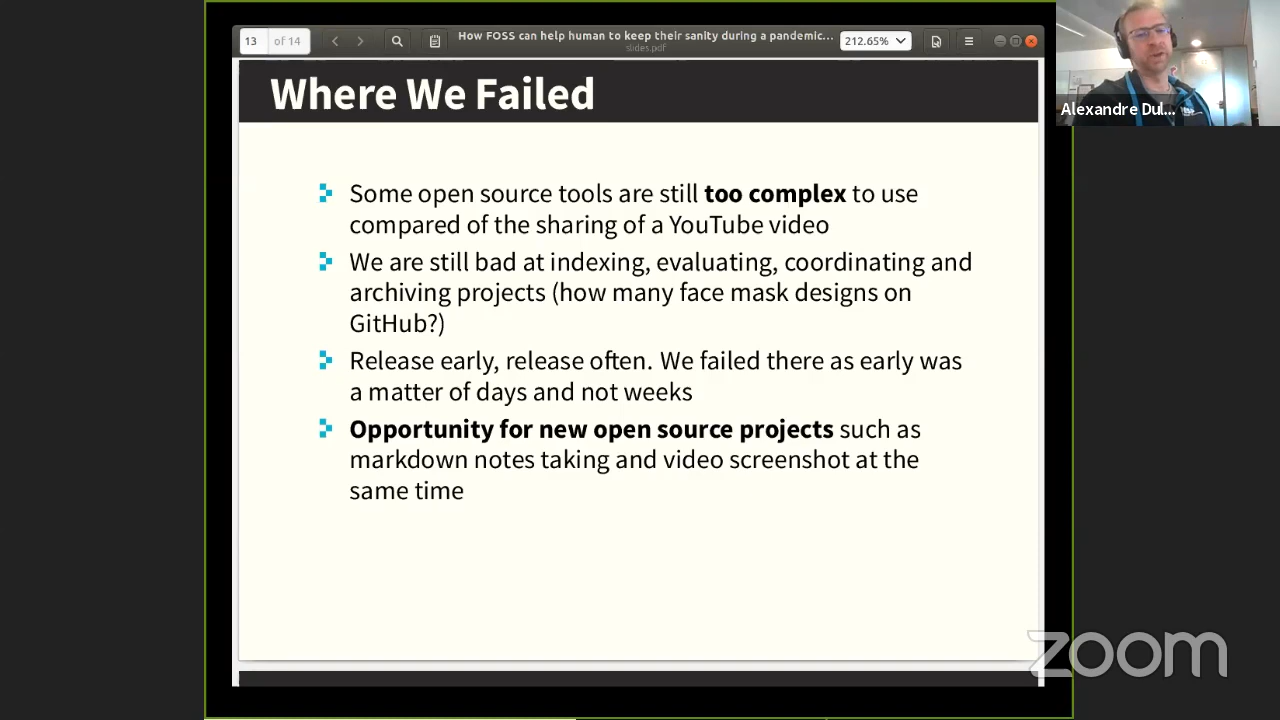 13 of 14
How FOSS can help human to keep their sanity during a pandemic...
slides.pdf
212.65%
Alexandre Dul...
Where We Failed
Some open source tools are still too complex to use
compared of the sharing of a YouTube video
We are still bad at indexing, evaluating, coordinating and
archiving projects (how many face mask designs on
GitHub?)
Release early, release often. We failed there as early was
a matter of days and not weeks
Opportunity for new open source projects such as
markdown notes taking and video screenshot at the
same time
zoom